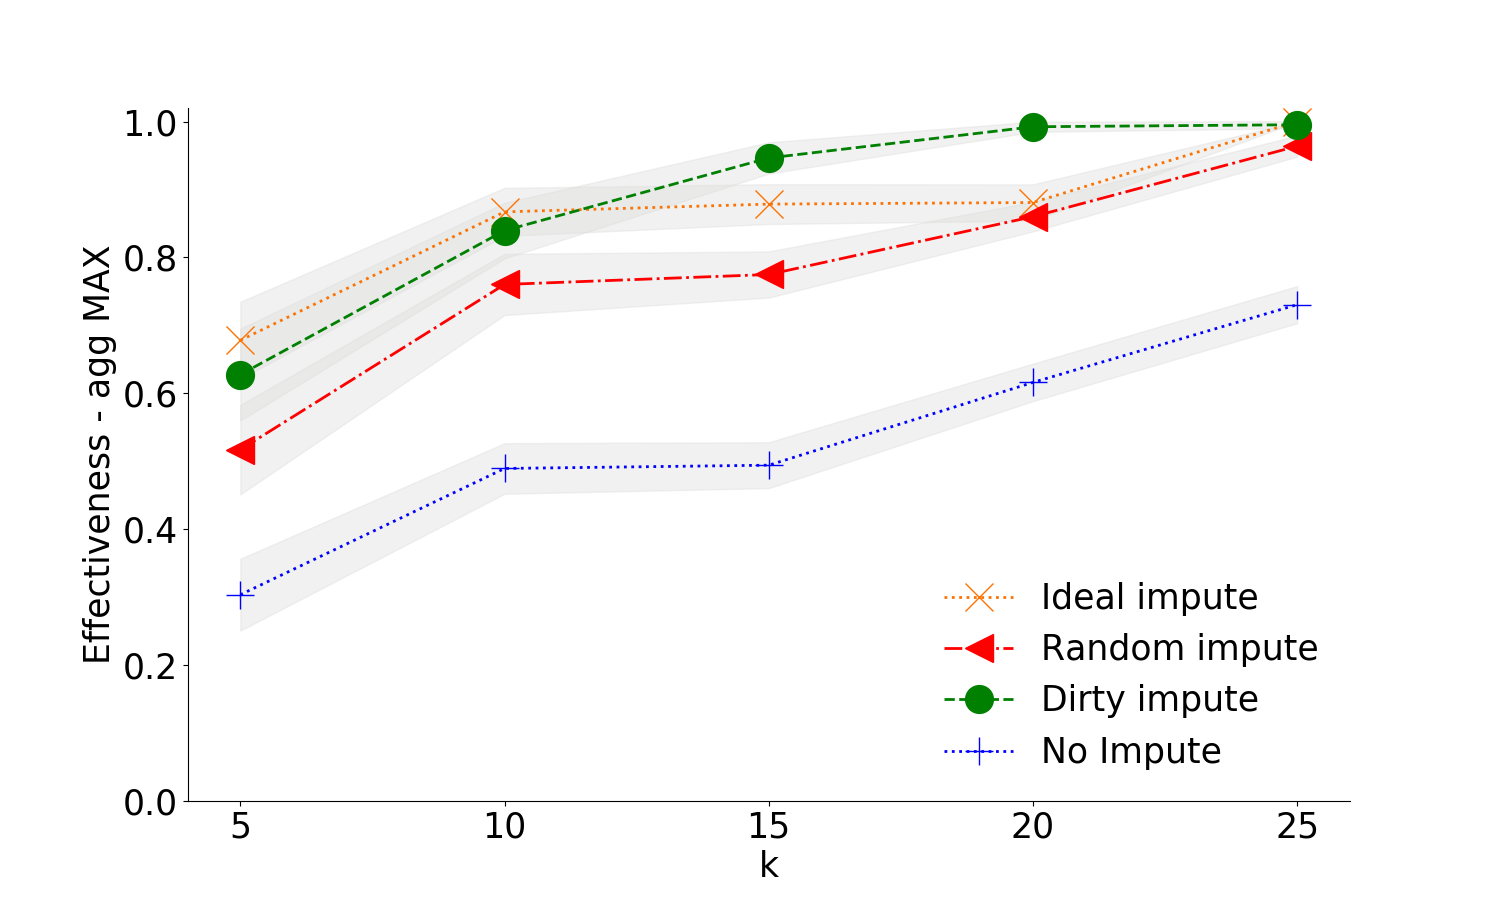 Effectiveness - agg MAX
1.0
0.8
0.6
0.4
0.2
0.0
5 10 15 20 25
k
Ideal impute
Random impute
Dirty impute
No Impute